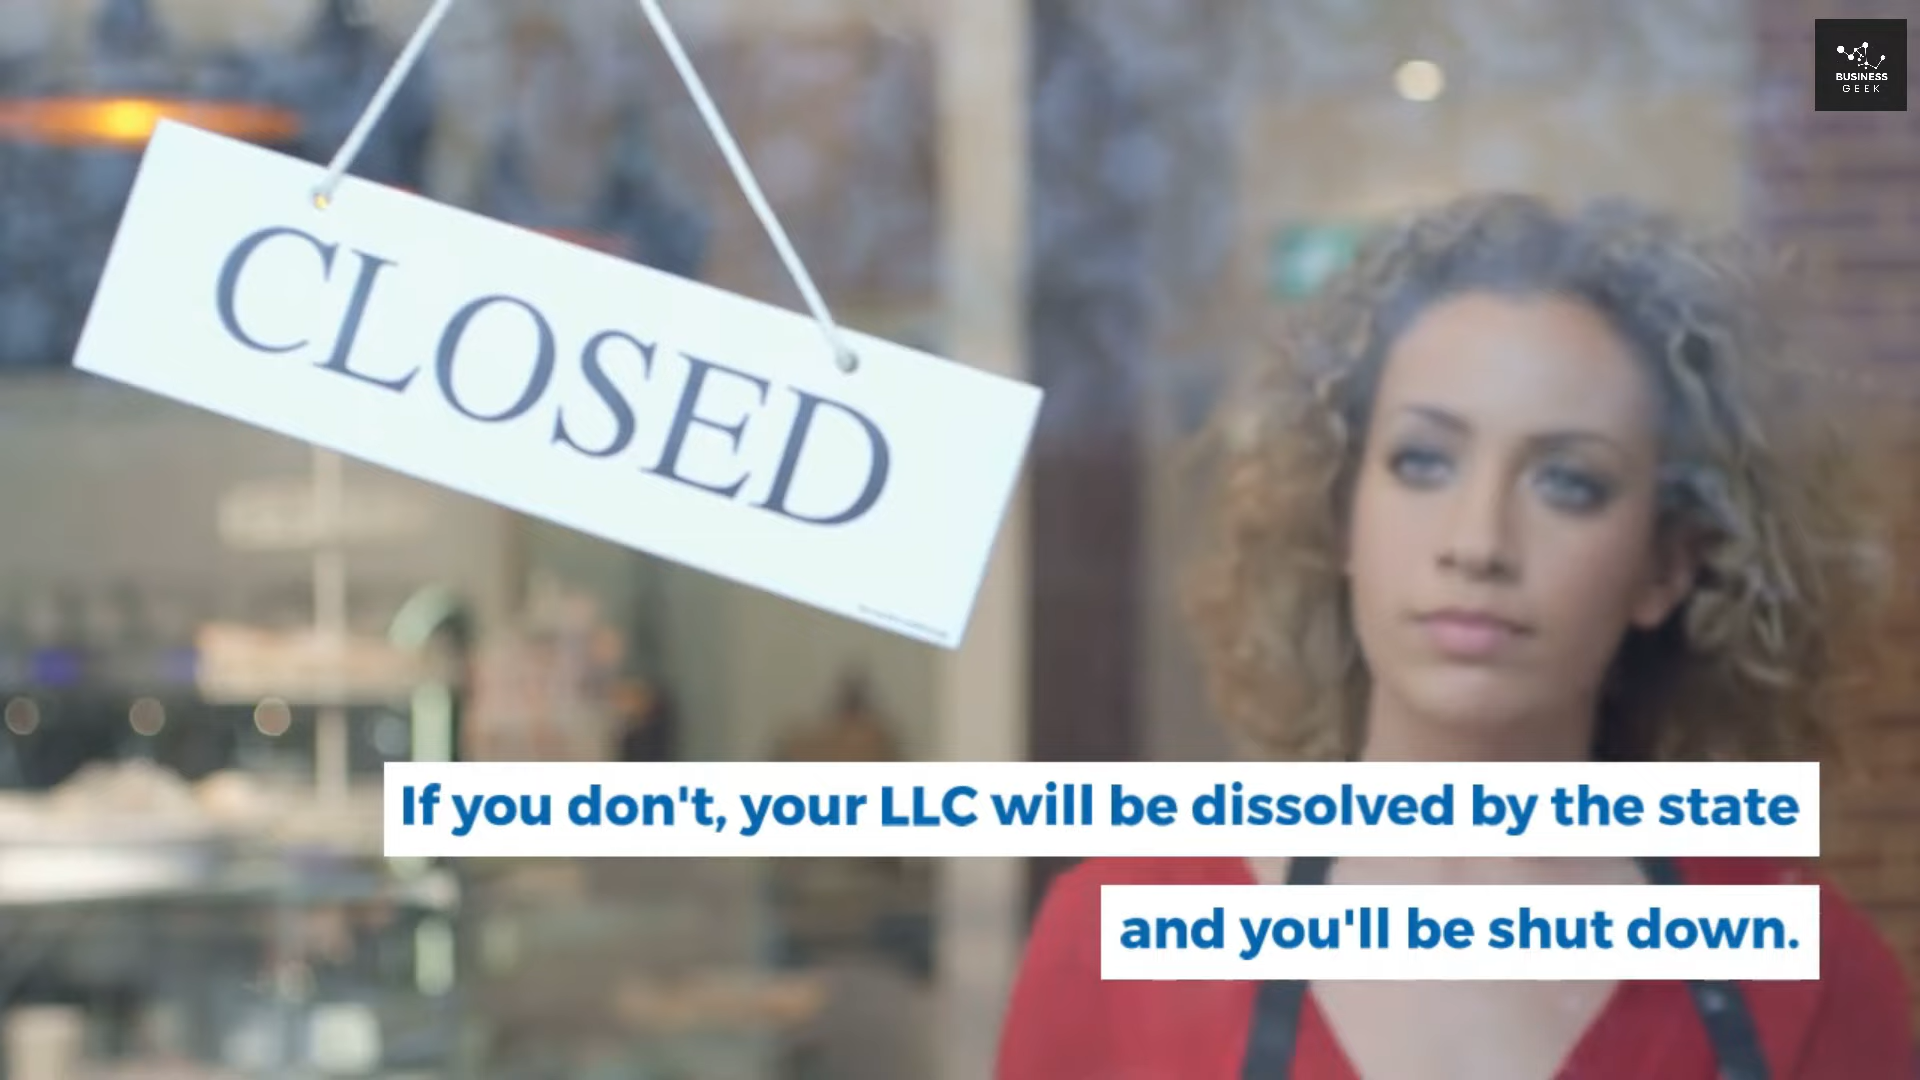 BUSINESS
GEEK
CLOSED
If you don't, your LLC will be dissolved by the state
and you'll be shut down.